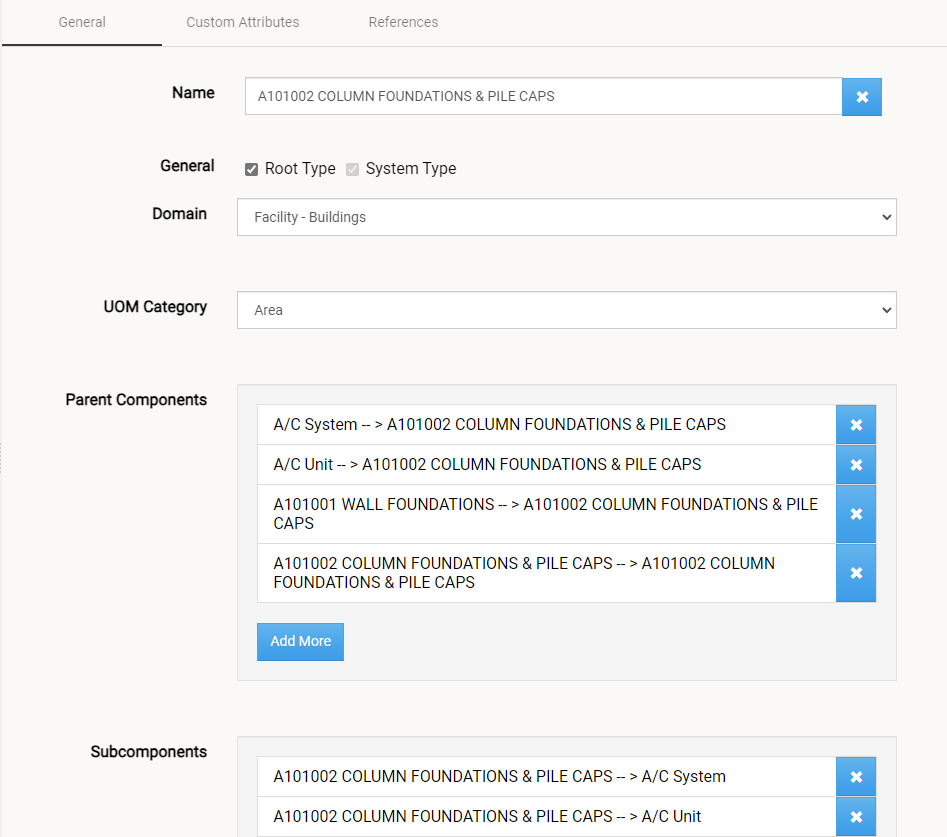 General Custom Attributes References
Name A101002 COLUMN FOUNDATIONS & PILE CAPS
General Root Type System Type
Domain Facility - Buildings
UOM Category Area
Parent Components
A/C System -- > A101002 COLUMN FOUNDATIONS & PILE CAPS
A/C Unit -- > A101002 COLUMN FOUNDATIONS & PILE CAPS
A101001 WALL FOUNDATIONS -- > A101002 COLUMN FOUNDATIONS & PILE
CAPS
A101002 COLUMN FOUNDATIONS & PILE CAPS -- > A101002 COLUMN
FOUNDATIONS & PILE CAPS
Add More
Subcomponents
A101002 COLUMN FOUNDATIONS & PILE CAPS -- > A/C System
A101002 COLUMN FOUNDATIONS & PILE CAPS -- > A/C Unit